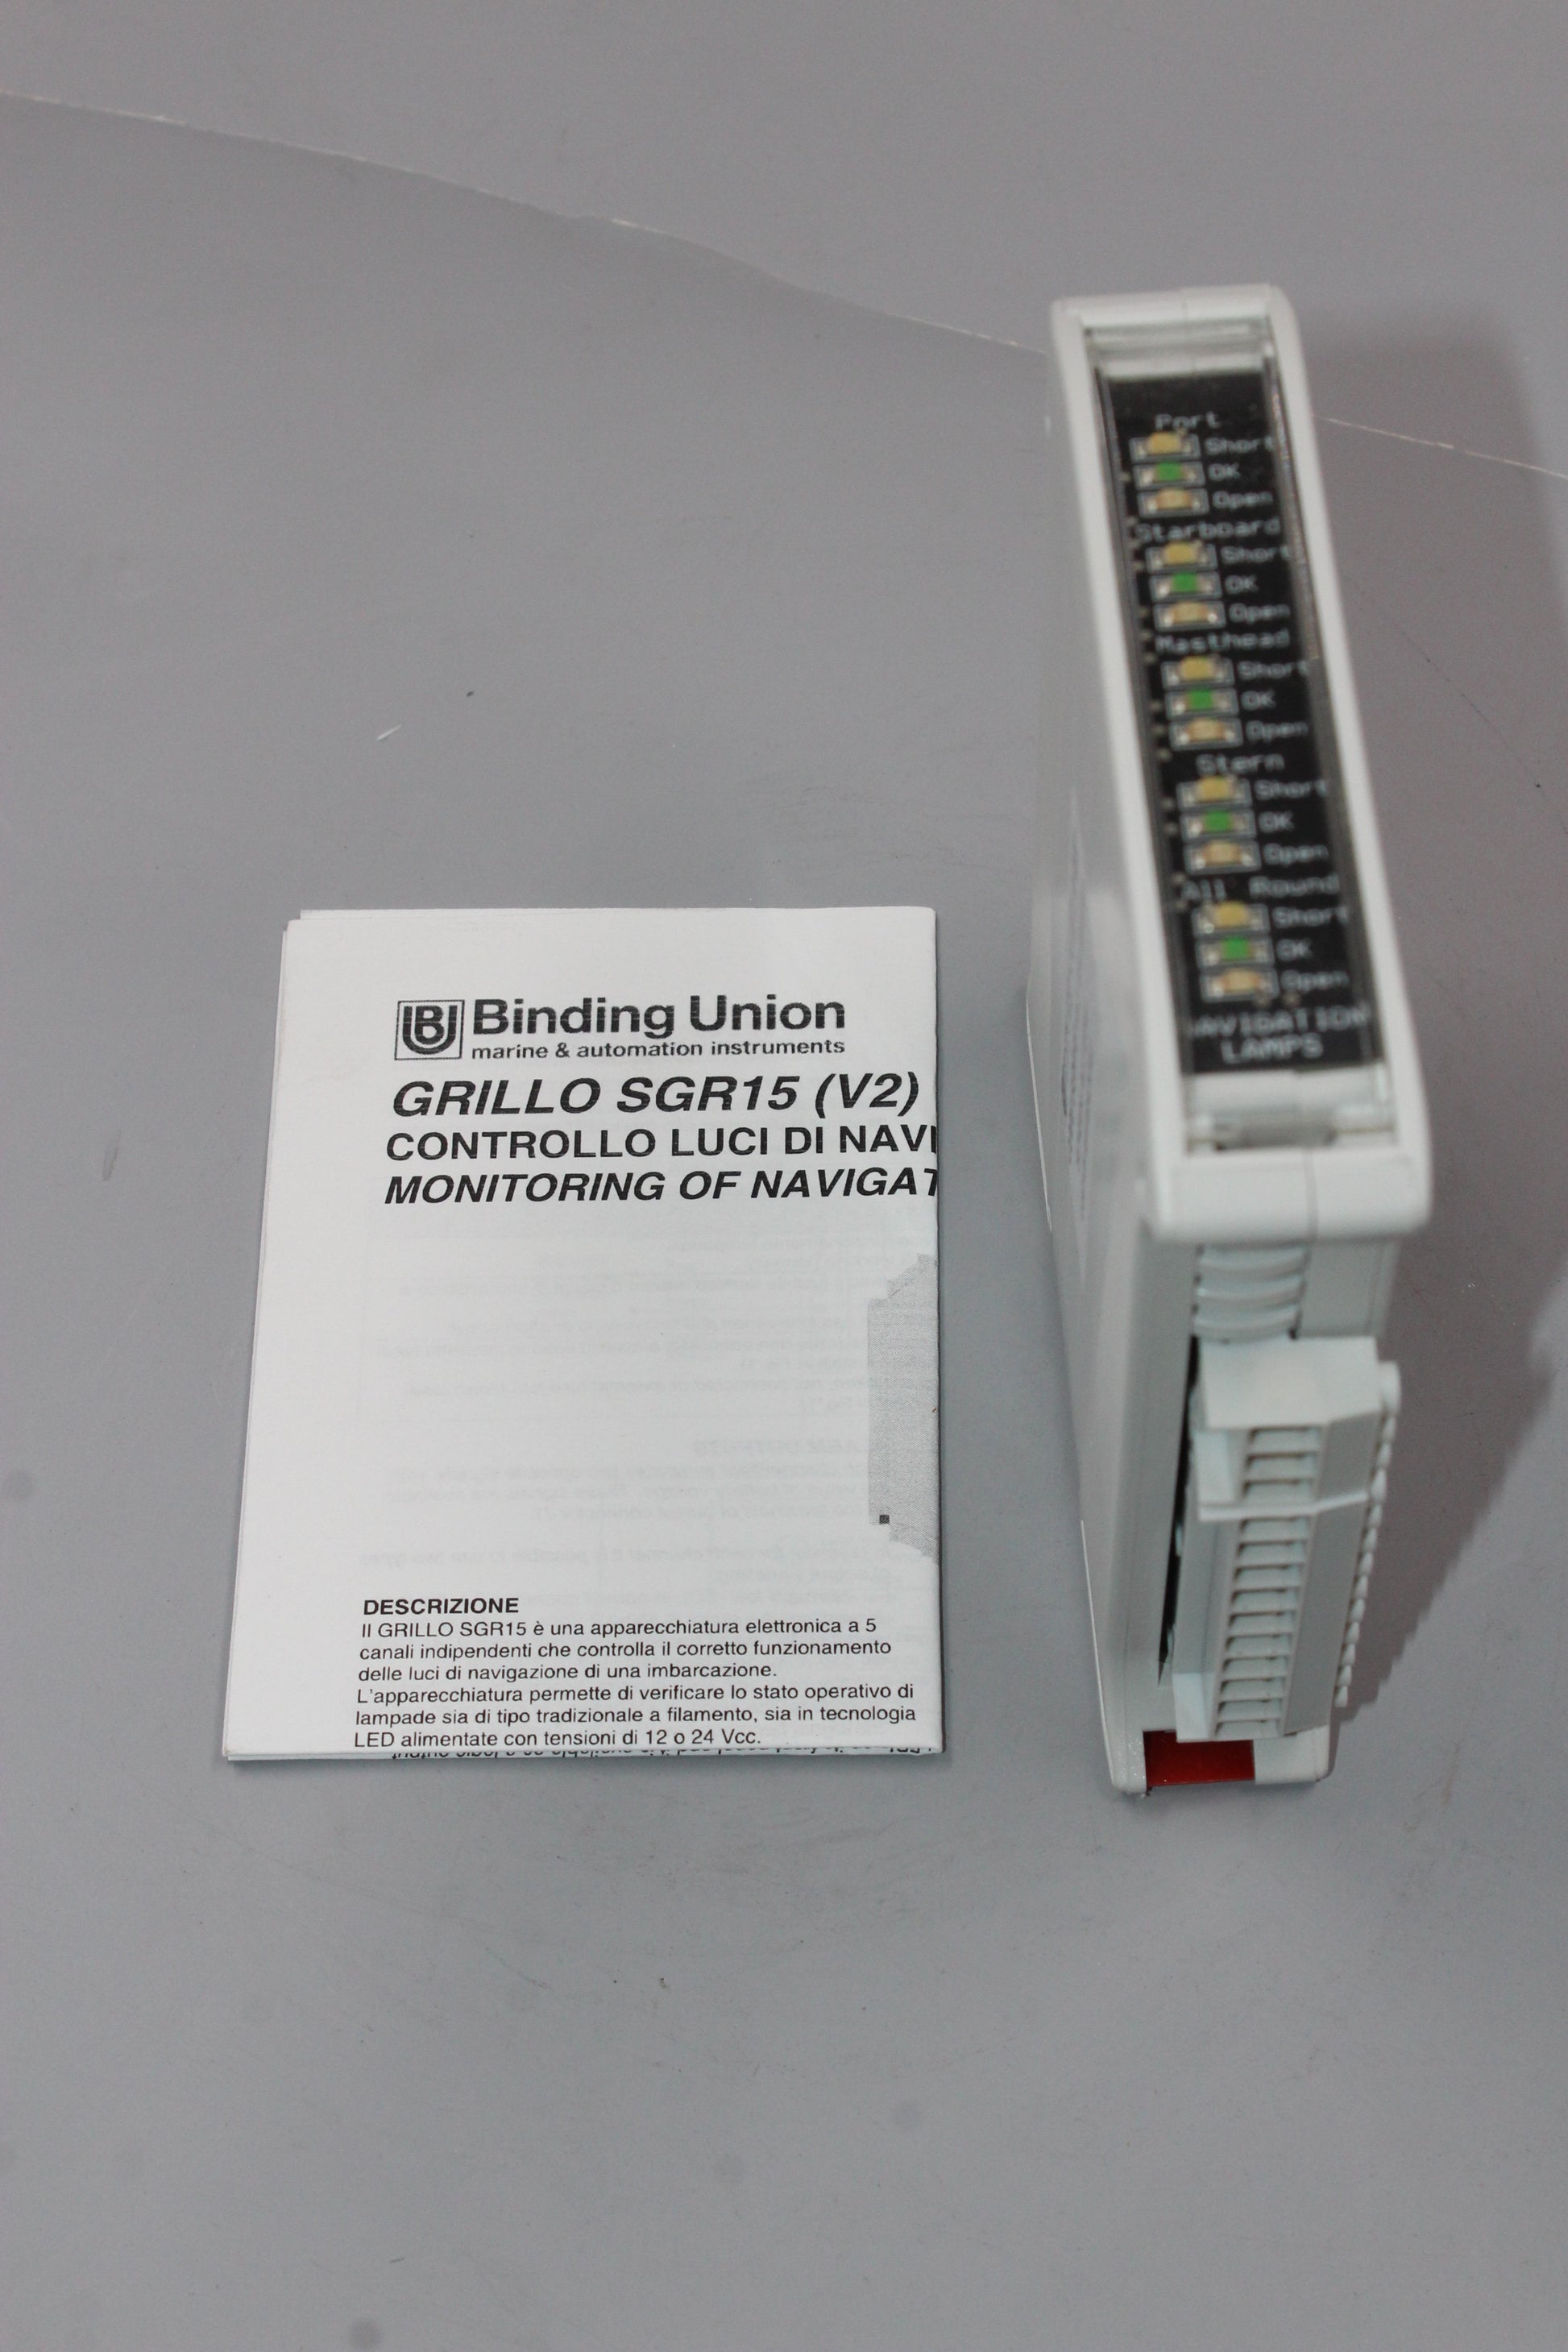 Binding Union
marine & automation instruments
GRILLO SGR15 (V2)
CONTROLLO LUCI DI NAVI
MONITORING OF NAVIGAT
DESCRIZIONE
Il GRILLO SGR15 è una apparecchiatura elettronica a 5
canali indipendenti che controlla il corretto funzionamento
delle luci di navigazione di una imbarcazione.
L'apparecchiatura permette di verificare lo stato operativo di
lampade sia di tipo tradizionale a filamento, sia in tecnologia
LED alimentate con tensioni di 12 o 24 Vcc.
Port
Short
OK
Open
Starboard
Short
OK
Open
Masthead
Short
OK
Open
Stern
Short
OK
Open
All Round
Short
OK
Open
NAVIGATION
LAMPS